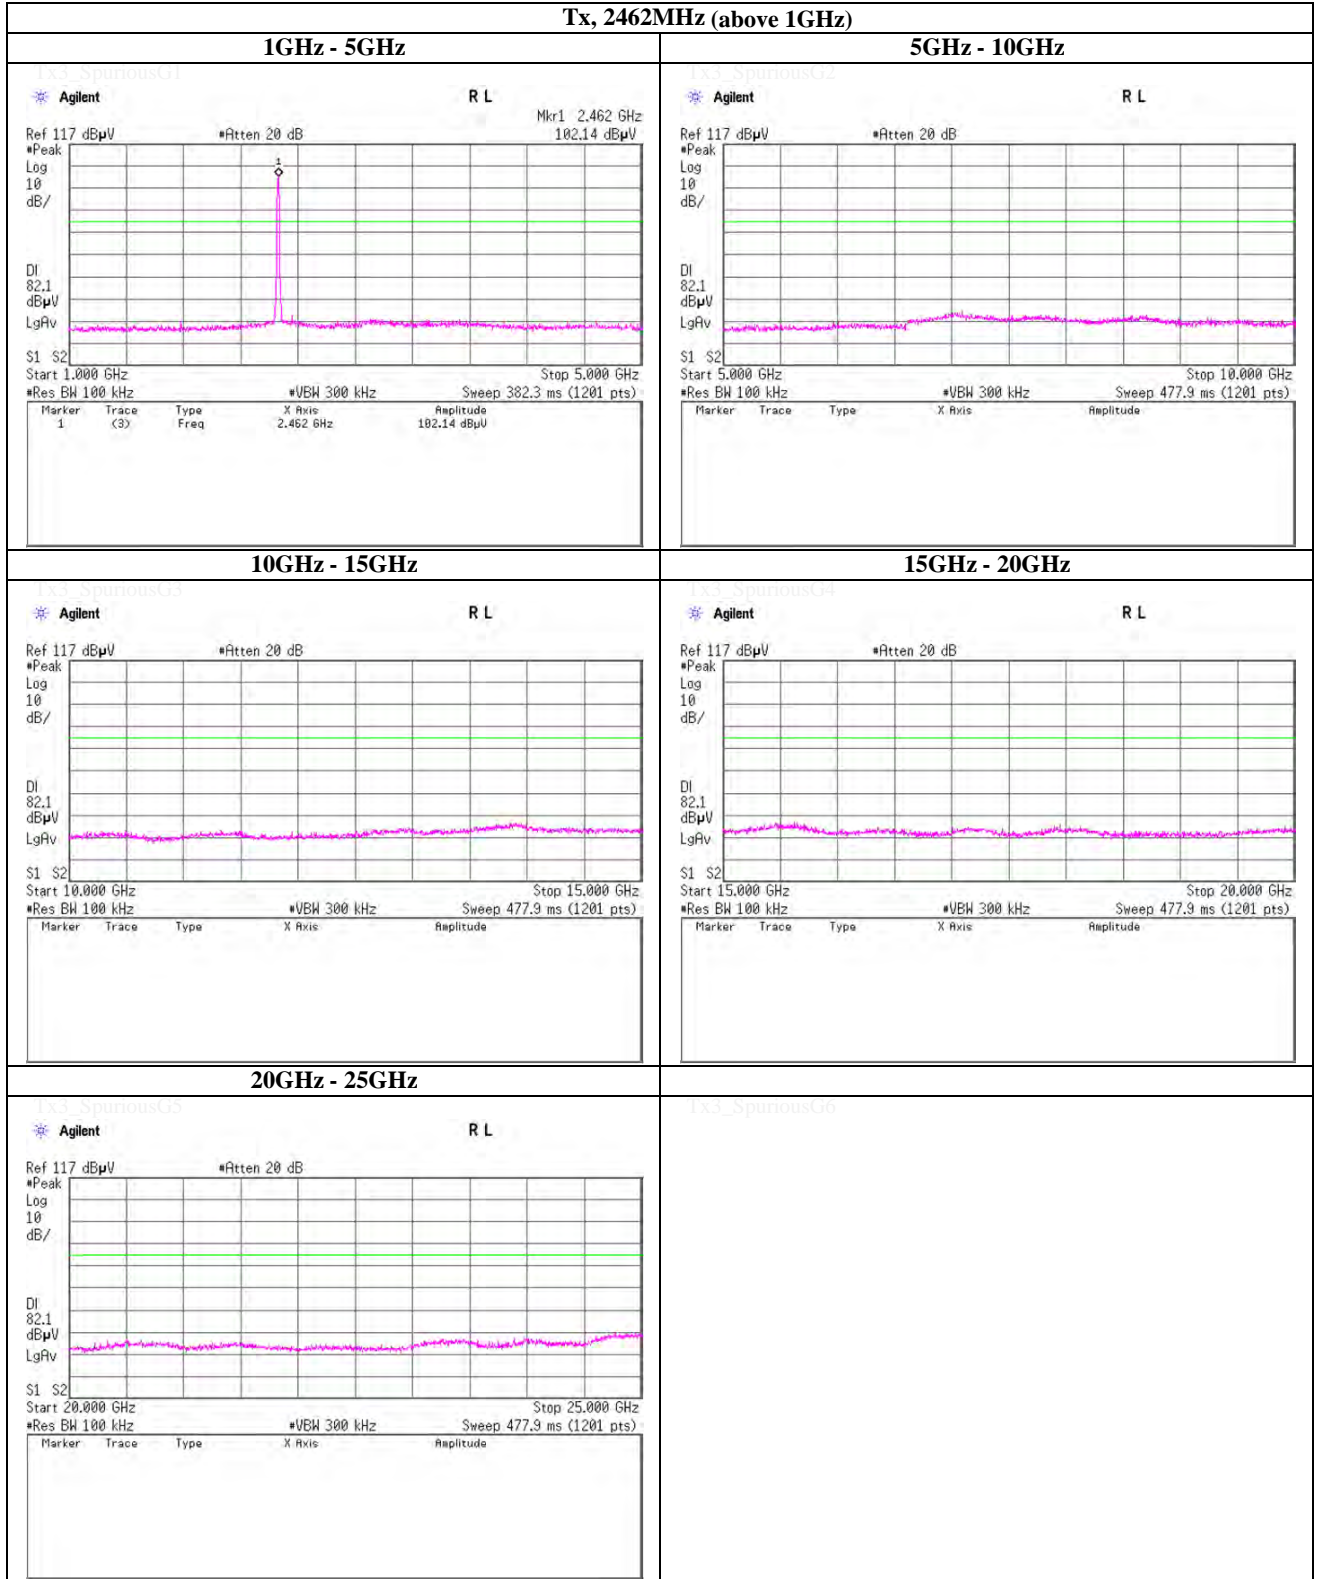 Tx, 2462MHz (above 1GHz)
1GHz - 5GHz
Tx3_SpuriousG1
Agilent R L
Mkr1 2.462 GHz
Ref 117 dBµV #Atten 20 dB 102.14 dBµV
#Peak
Log
10
dB/
1
DI
82.1
dBµV
LgAv
S1 S2
Start 1.000 GHz Stop 5.000 GHz
#Res BW 100 kHz #VBW 300 kHz Sweep 382.3 ms (1201 pts)
Marker Trace Type X Axis Amplitude
1 (3) Freq 2.462 GHz 102.14 dBµV
5GHz - 10GHz
Tx3_SpuriousG2
Agilent R L
Ref 117 dBµV #Atten 20 dB
#Peak
Log
10
dB/
DI
82.1
dBµV
LgAv
S1 S2
Start 5.000 GHz Stop 10.000 GHz
#Res BW 100 kHz #VBW 300 kHz Sweep 477.9 ms (1201 pts)
Marker Trace Type X Axis Amplitude
10GHz - 15GHz
Tx3_SpuriousG3
Agilent R L
Ref 117 dBµV #Atten 20 dB
#Peak
Log
10
dB/
DI
82.1
dBµV
LgAv
S1 S2
Start 10.000 GHz Stop 15.000 GHz
#Res BW 100 kHz #VBW 300 kHz Sweep 477.9 ms (1201 pts)
Marker Trace Type X Axis Amplitude
15GHz - 20GHz
Tx3_SpuriousG4
Agilent R L
Ref 117 dBµV #Atten 20 dB
#Peak
Log
10
dB/
DI
82.1
dBµV
LgAv
S1 S2
Start 15.000 GHz Stop 20.000 GHz
#Res BW 100 kHz #VBW 300 kHz Sweep 477.9 ms (1201 pts)
Marker Trace Type X Axis Amplitude
20GHz - 25GHz
Tx3_SpuriousG5
Agilent R L
Ref 117 dBµV #Atten 20 dB
#Peak
Log
10
dB/
DI
82.1
dBµV
LgAv
S1 S2
Start 20.000 GHz Stop 25.000 GHz
#Res BW 100 kHz #VBW 300 kHz Sweep 477.9 ms (1201 pts)
Marker Trace Type X Axis Amplitude
Tx3_SpuriousG6